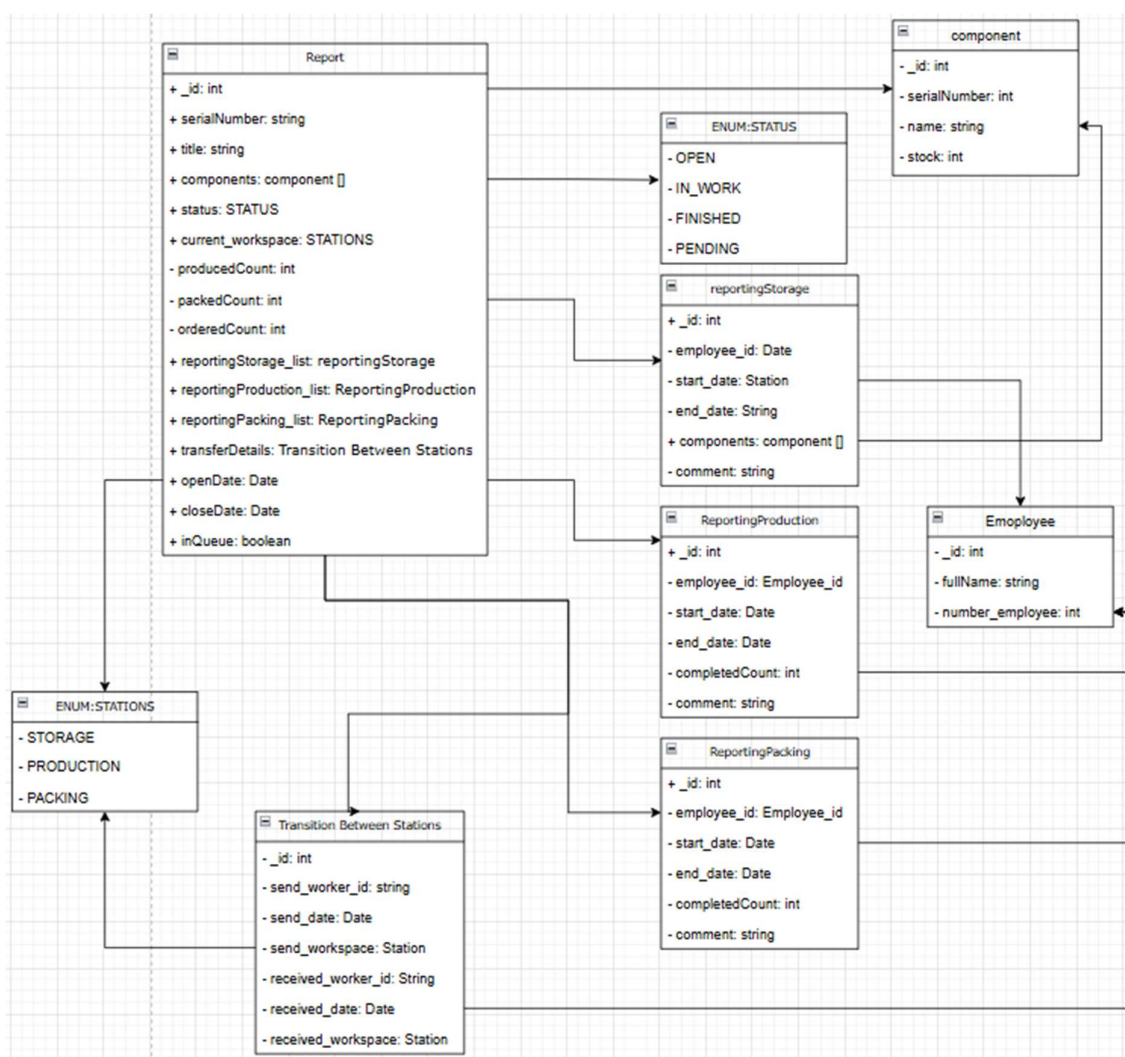 Report
+ _id: int
+ serialNumber: string
+ title: string
+ components: component []
+ status: STATUS
+ current_workspace: STATIONS
- producedCount: int
- packedCount: int
- orderedCount: int
+ reportingStorage_list: reportingStorage
+ reportingProduction_list: ReportingProduction
+ reportingPacking_list: ReportingPacking
+ transferDetails: Transition Between Stations
+ openDate: Date
+ closeDate: Date
+ inQueue: boolean
component
- _id: int
- serialNumber: int
- name: string
- stock: int
ENUM:STATUS
- OPEN
- IN_WORK
- FINISHED
- PENDING
reportingStorage
+ _id: int
- employee_id: Date
- start_date: Station
- end_date: String
+ components: component []
- comment: string
ReportingProduction
+ _id: int
- employee_id: Employee_id
- start_date: Date
- end_date: Date
- completedCount: int
- comment: string
Emoployee
- _id: int
- fullName: string
- number_employee: int
ENUM:STATIONS
- STORAGE
- PRODUCTION
- PACKING
ReportingPacking
+ _id: int
- employee_id: Employee_id
- start_date: Date
- end_date: Date
- completedCount: int
- comment: string
Transition Between Stations
- _id: int
- send_worker_id: string
- send_date: Date
- send_workspace: Station
- received_worker_id: String
- received_date: Date
- received_workspace: Station